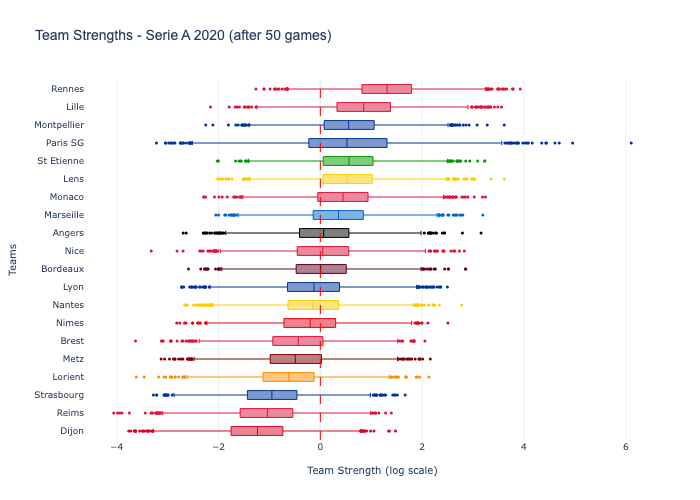 Team Strengths - Serie A 2020 (after 50 games)
Rennes
Lille
Montpellier
Paris SG
St Etienne
Lens
Monaco
Marseille
Angers
Nice
Bordeaux
Lyon
Nantes
Nimes
Brest
Metz
Lorient
Strasbourg
Reims
Dijon
Teams
−4 −2 0 2 4 6
Team Strength (log scale)